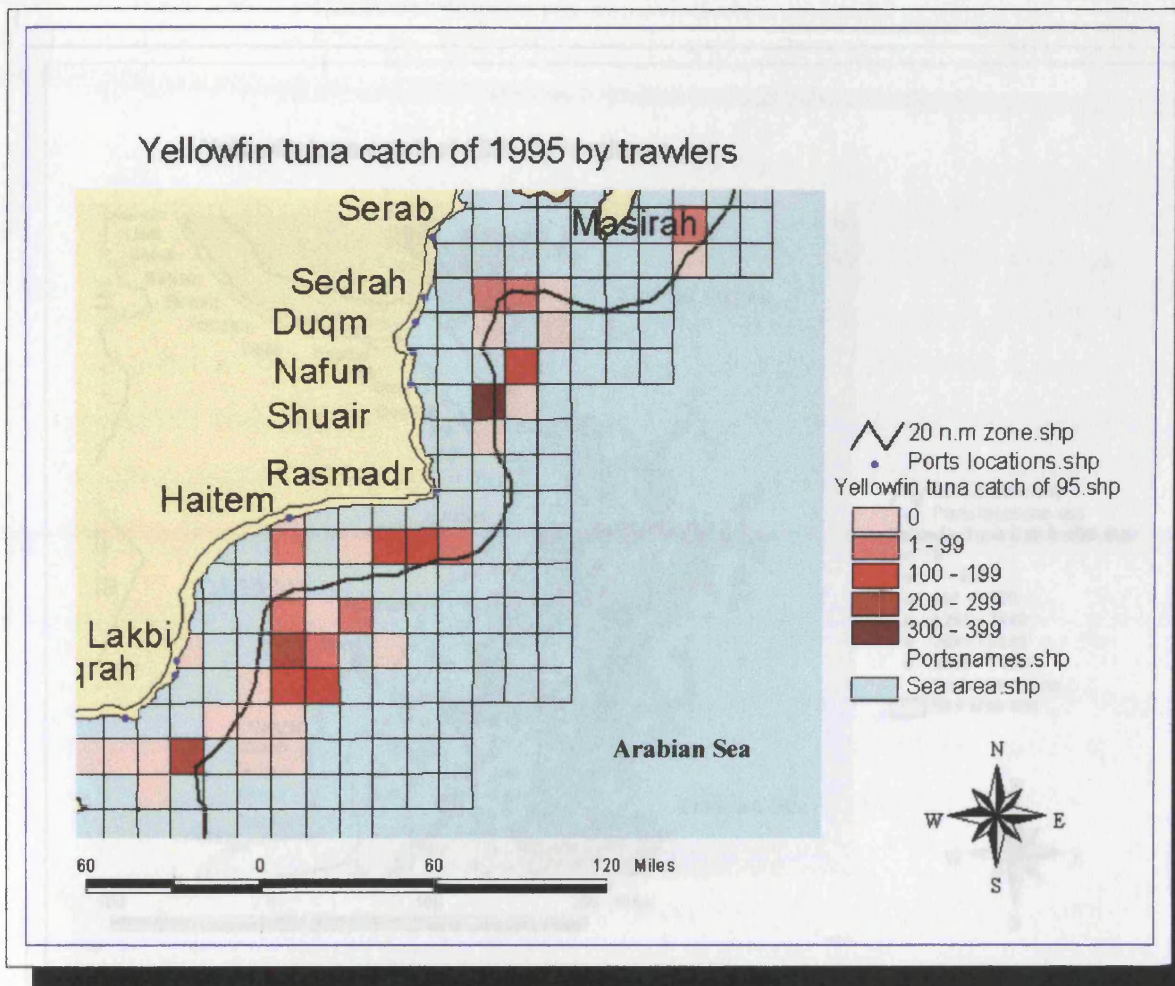 Yellowfin tuna catch of 1995 by trawlers
Serab
Masirah
Sedrah
Duqm
Nafun
Shuair
Rasmadr
Haitem
Lakbi
qrah
Arabian Sea
20 n.m zone.shp
Ports locations.shp
Yellowfin tuna catch of 95.shp
0
1 - 99
100 - 199
200 - 299
300 - 399
Portsnames.shp
Sea area.shp
N
W E
S
60 0 60 120 Miles